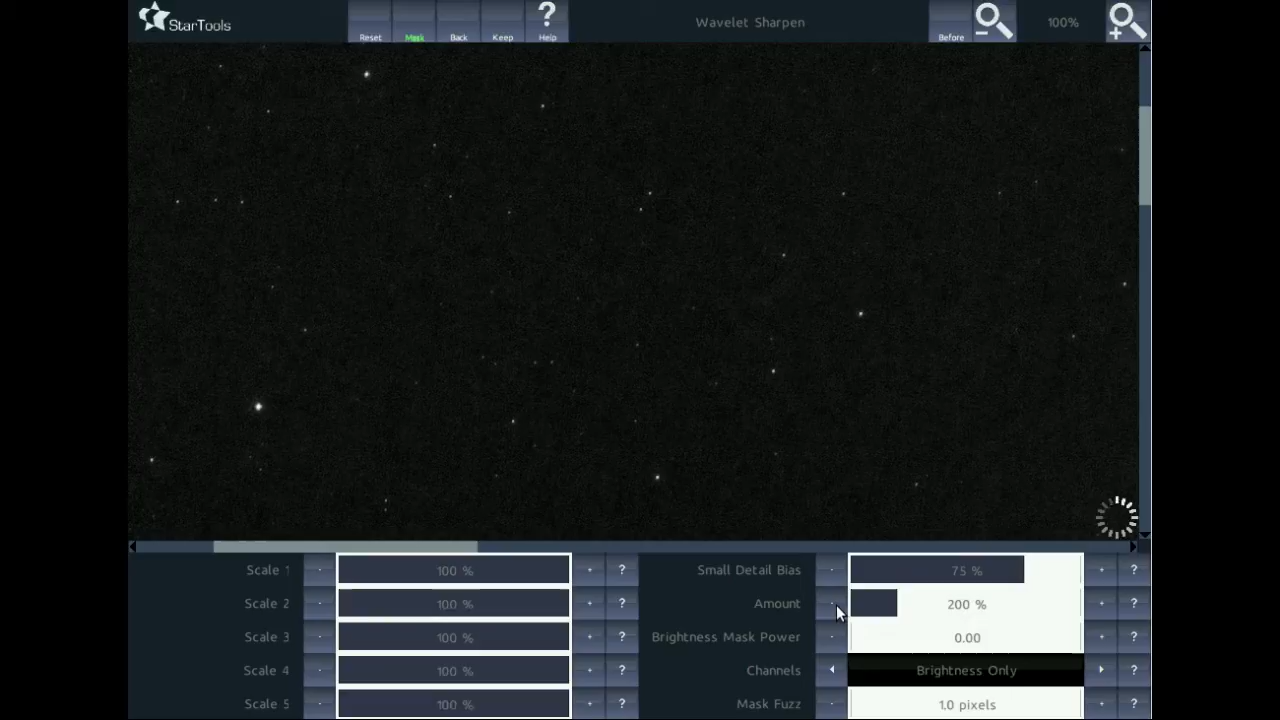 StarTools
Reset
Mask
Back
Keep
?
Help
Wavelet Sharpen
Before
-
100%
+
Scale 1 - 100 % + ?
Scale 2 - 100 % + ?
Scale 3 - 100 % + ?
Scale 4 - 100 % + ?
Scale 5 - 100 % + ?
Small Detail Bias - 75 % + ?
Amount - 200 % + ?
Brightness Mask Power - 0.00 + ?
Channels Brightness Only ?
Mask Fuzz - 1.0 pixels + ?